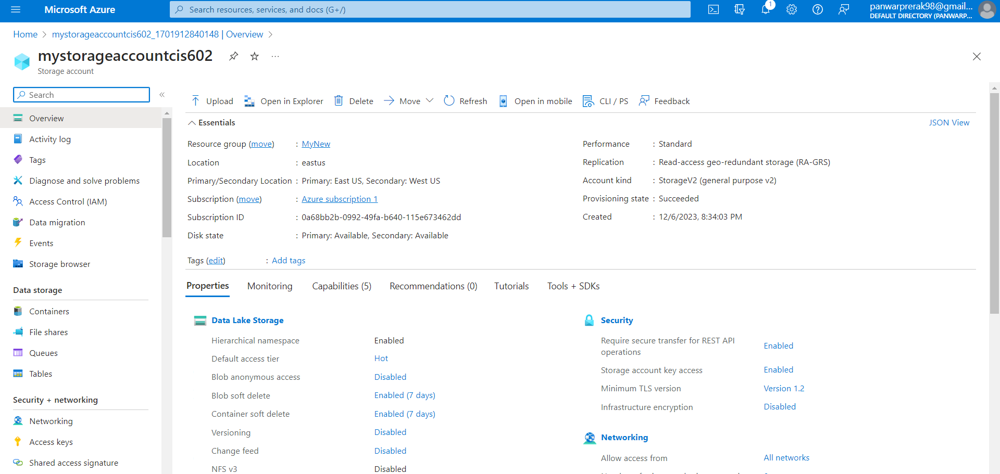 Microsoft Azure
Search resources, services, and docs (G+/)
1
panwarprerak98@gmail...
DEFAULT DIRECTORY (PANWARP...
Home > mystorageaccountcis602_1701912840148 | Overview >
mystorageaccountcis602
...
Storage account
Search
«
Overview
Activity log
Tags
Diagnose and solve problems
Access Control (IAM)
Data migration
Events
Storage browser
Data storage
Containers
File shares
Queues
Tables
Security + networking
Networking
Access keys
Shared access signature
Upload Open in Explorer Delete Move Refresh Open in mobile CLI / PS Feedback
Essentials
JSON View
Resource group (move) : MyNew
Location : eastus
Primary/Secondary Location : Primary: East US, Secondary: West US
Subscription (move) : Azure subscription 1
Subscription ID : 0a68bb2b-0992-49fa-b640-115e673462dd
Disk state : Primary: Available, Secondary: Available
Performance : Standard
Replication : Read-access geo-redundant storage (RA-GRS)
Account kind : StorageV2 (general purpose v2)
Provisioning state : Succeeded
Created : 12/6/2023, 8:34:03 PM
Tags (edit) : Add tags
Properties Monitoring Capabilities (5) Recommendations (0) Tutorials Tools + SDKs
Data Lake Storage
Hierarchical namespace Enabled
Default access tier Hot
Blob anonymous access Disabled
Blob soft delete Enabled (7 days)
Container soft delete Enabled (7 days)
Versioning Disabled
Change feed Disabled
NFS v3 Disabled
Security
Require secure transfer for REST API
operations Enabled
Storage account key access Enabled
Minimum TLS version Version 1.2
Infrastructure encryption Disabled
Networking
Allow access from All networks